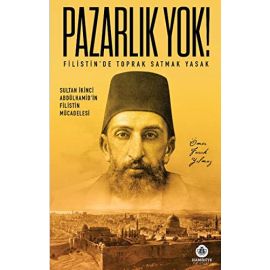 PAZARLIK YOK!
FİLİSTİN'DE TOPRAK SATMAK YASAK
SULTAN İKİNCİ
ABDÜLHAMİD'İN
FİLİSTİN
MÜCADELESİ
Ömer
Faruk
Yılmaz